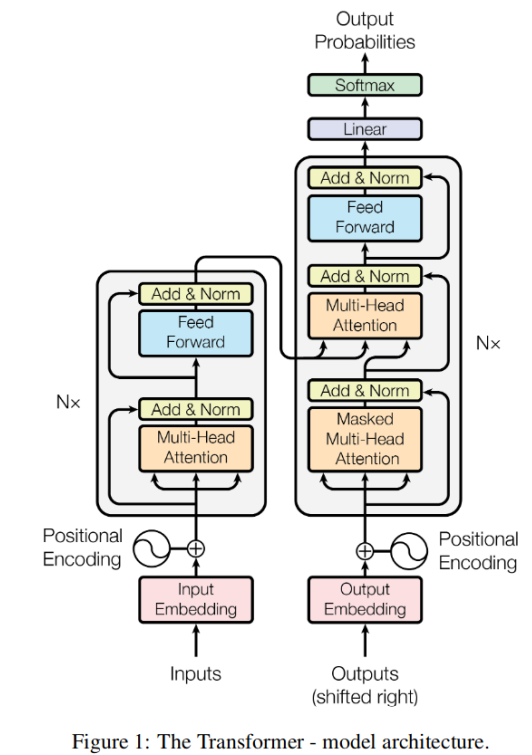 Output
Probabilities
Softmax
Linear
Add & Norm
Feed
Forward
Add & Norm
Multi-Head
Attention
Add & Norm
Masked
Multi-Head
Attention
N×
Positional
Encoding
Output
Embedding
Outputs
(shifted right)
Add & Norm
Feed
Forward
Add & Norm
Multi-Head
Attention
N×
Positional
Encoding
Input
Embedding
Inputs
Figure 1: The Transformer - model architecture.